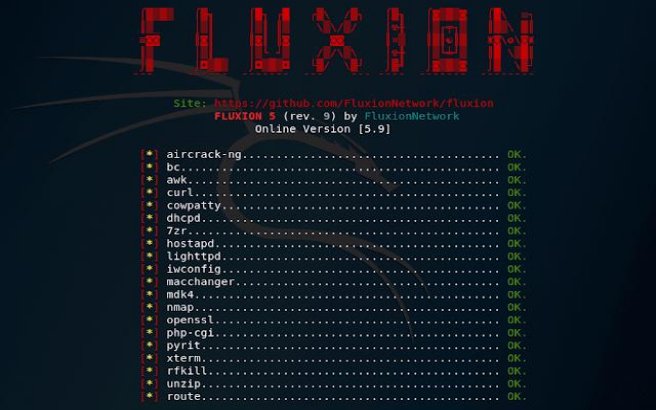 FLUXION
Site: https://github.com/FluxionNetwork/fluxion
FLUXION 5 (rev. 9) by FluxionNetwork
Online Version [5.9]
[*] aircrack-ng....................................... OK.
[*] bc................................................ OK.
[*] awk............................................... OK.
[*] curl.............................................. OK.
[*] cowpatty.......................................... OK.
[*] dhcpd............................................. OK.
[*] 7zr............................................... OK.
[*] hostapd........................................... OK.
[*] lighttpd.......................................... OK.
[*] iwconfig.......................................... OK.
[*] macchanger........................................ OK.
[*] mdk4.............................................. OK.
[*] nmap.............................................. OK.
[*] openssl........................................... OK.
[*] php-cgi........................................... OK.
[*] pyrit............................................. OK.
[*] xterm............................................. OK.
[*] rfkill............................................ OK.
[*] unzip............................................. OK.
[*] route............................................. OK.